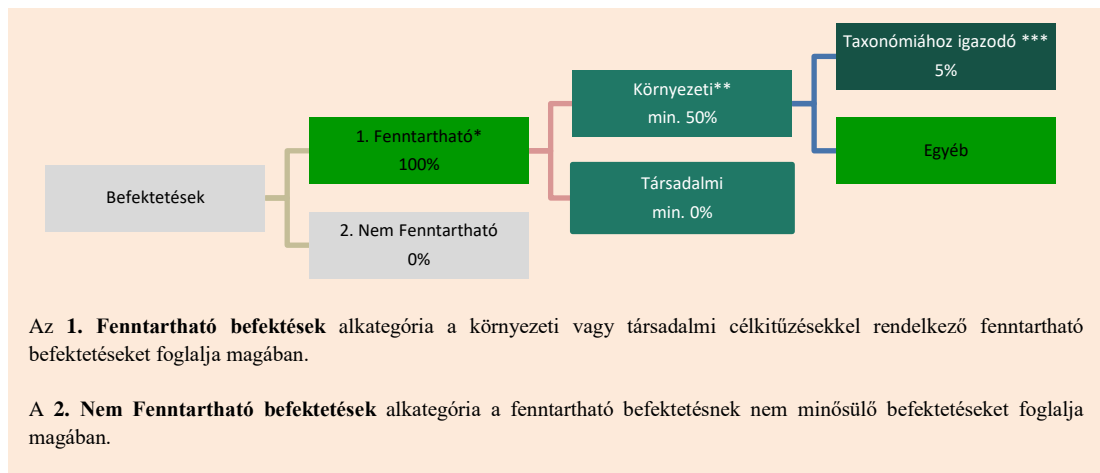 Taxonómiához igazodó ***
5%
Környezeti**
min. 50%
1. Fenntartható*
100%
Egyéb
Befektetések
Társadalmi
min. 0%
2. Nem Fenntartható
0%
Az 1. Fenntartható befektések alkategória a környezeti vagy társadalmi célkitűzésekkel rendelkező fenntartható
befektetéseket foglalja magában.
A 2. Nem Fenntartható befektetések alkategória a fenntartható befektetésnek nem minősülő befektetéseket foglalja
magában.